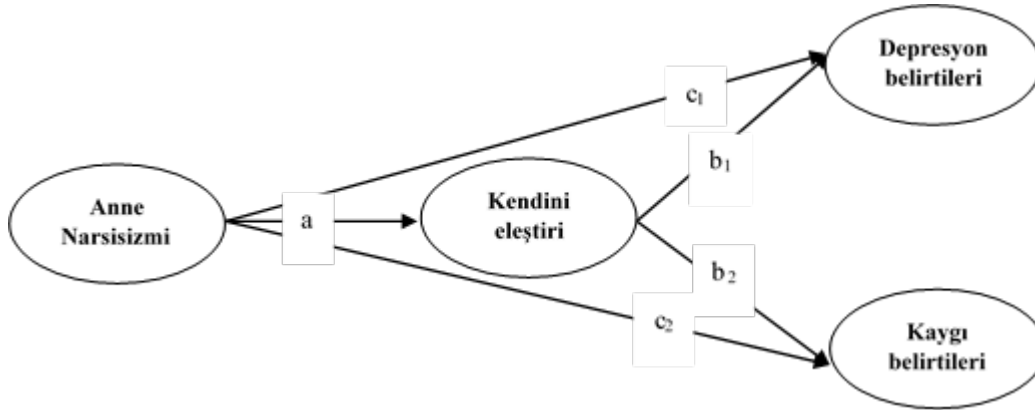 Depresyon
belirtileri
c₁
b₁
Anne
Narsisizmi
a
Kendini
eleştiri
b₂
c₂
Kaygı
belirtileri